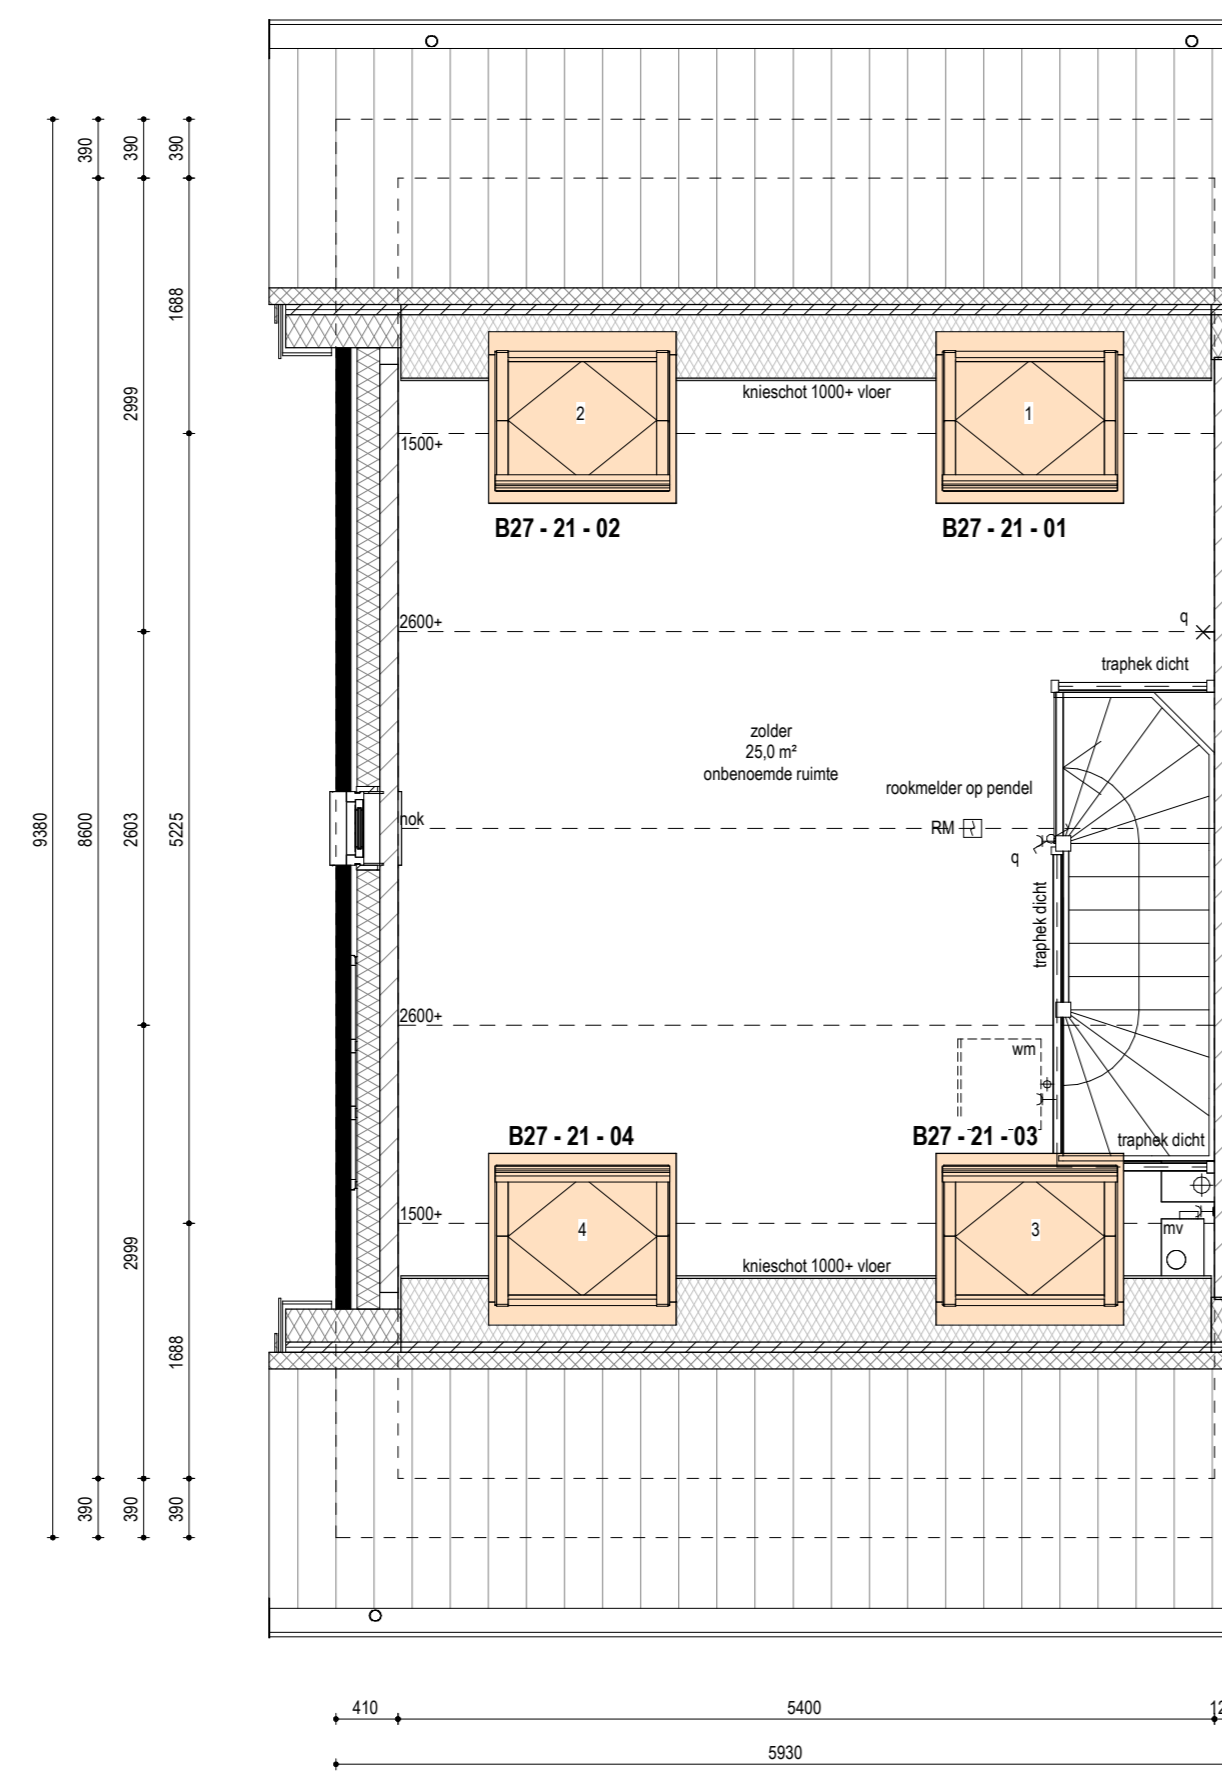 390
390
390
1688
2999
9380
8600
2603
5225
2999
1688
390
390
390
2
1
knieschot 1000+ vloer
1500+
B27 - 21 - 02
B27 - 21 - 01
2600+
q
traphek dicht
zolder
25,0 m²
onbenoemde ruimte
rookmelder op pendel
nok
RM
q
traphek dicht
2600+
wm
B27 - 21 - 04
B27 - 21 - 03
traphek dicht
1500+
4
3
mv
knieschot 1000+ vloer
410
5400
5930